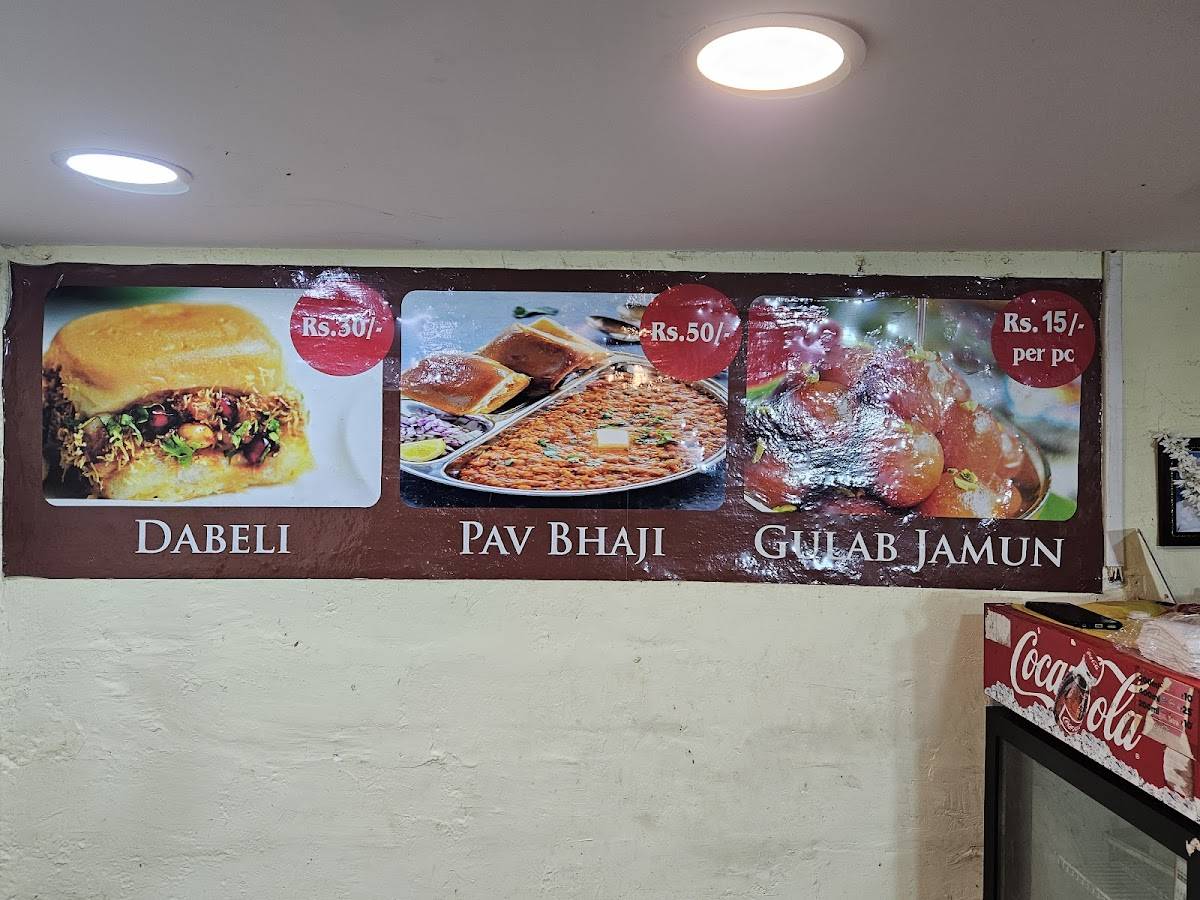 Rs.30/-
Rs.50/-
Rs.15/-
per pc
DABELI
PAV BHAJI
GULAB JAMUN
Coca Cola